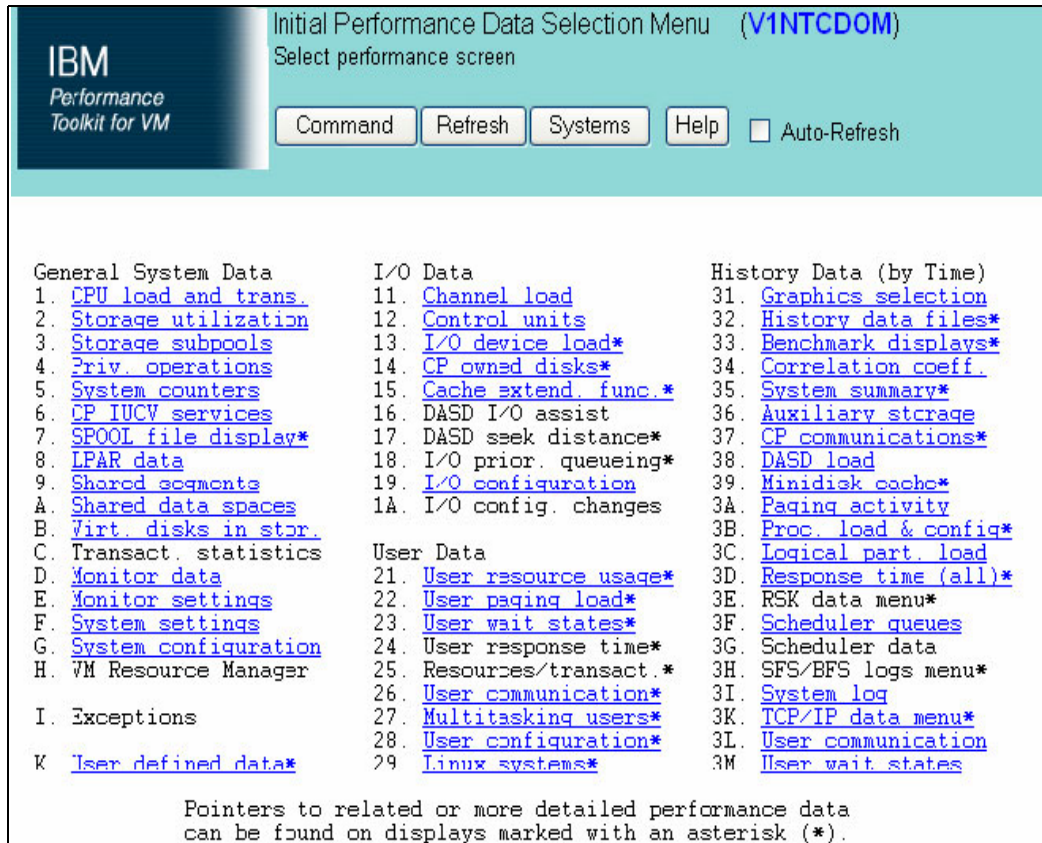 IBM
Performance
Toolkit for VM
Initial Performance Data Selection Menu (V1NTCDOM)
Select performance screen
Command Refresh Systems Help Auto-Refresh
General System Data
1. CPU load and trans.
2. Storage utilization
3. Storage subpools
4. Priv. operations
5. System counters
6. CP IUCV services
7. SPOOL file display*
8. LPAR data
9. Shared segments
A. Shared data spaces
B. Virt. disks in stor.
C. Transact. statistics
D. Monitor data
E. Monitor settings
F. System settings
G. System configuration
H. VM Resource Manager
I. Exceptions
K User defined data*
I/O Data
11. Channel load
12. Control units
13. I/O device load*
14. CP owned disks*
15. Cache extend. func.*
16. DASD I/O assist
17. DASD seek distance*
18. I/O prior. queueing*
19. I/O configuration
1A. I/O config. changes
User Data
21. User resource usage*
22. User paging load*
23. User wait states*
24. User response time*
25. Resources/transact.*
26. User communication*
27. Multitasking users*
28. User configuration*
29 Linux systems*
History Data (by Time)
31. Graphics selection
32. History data files*
33. Benchmark displays*
34. Correlation coeff.
35. System summary*
36. Auxiliary storage
37. CP communications*
38. DASD load
39. Minidisk cache*
3A. Paging activity
3B. Proc. load & config*
3C. Logical part. load
3D. Response time (all)*
3E. RSK data menu*
3F. Scheduler queues
3G. Scheduler data
3H. SFS/BFS logs menu*
3I. System log
3K. TCP/IP data menu*
3L. User communication
3M User wait states
Pointers to related or more detailed performance data
can be found on displays marked with an asterisk (*).